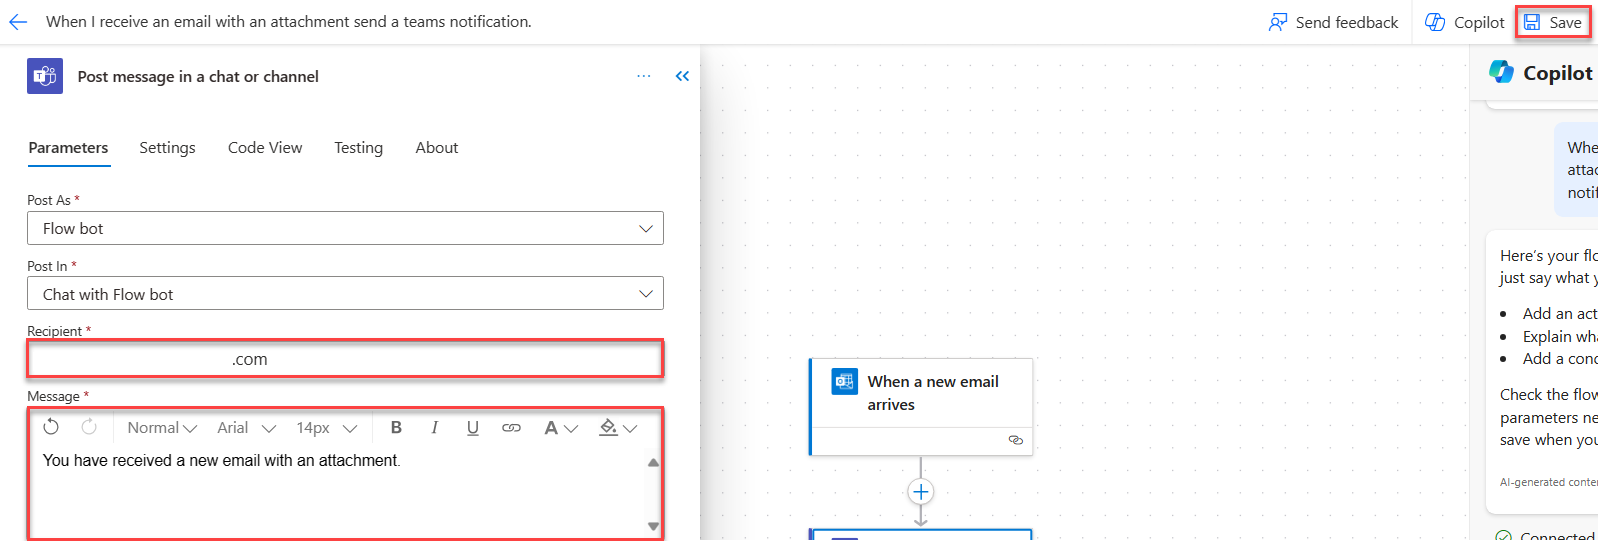 When I receive an email with an attachment send a teams notification.
Send feedback
Copilot
Save
Post message in a chat or channel
Parameters
Settings
Code View
Testing
About
Post As *
Flow bot
Post In *
Chat with Flow bot
Recipient *
.com
Message *
Normal
Arial
14px
B
I
U
A
You have received a new email with an attachment.
When a new email
arrives
Copilot
Whe
attac
notif
Here's your flo
just say what y
• Add an act
• Explain wha
• Add a cond
Check the flow
parameters ne
save when you
AI-generated conten
Connected